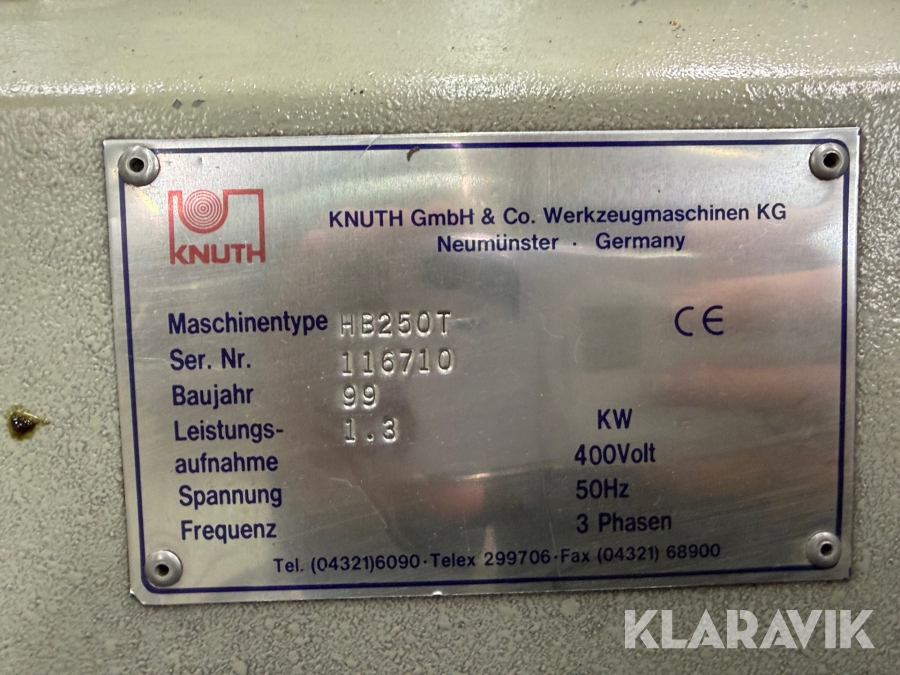 KNUTH
KNUTH GmbH & Co. Werkzeugmaschinen KG
Neumünster · Germany
Maschinentype HB250T
CE
Ser. Nr. 116710
Baujahr 99
Leistungs- 1.3 KW
aufnahme 400Volt
Spannung 50Hz
Frequenz 3 Phasen
Tel. (04321)6090 · Telex 299706 · Fax (04321) 68900
KLARAVIK